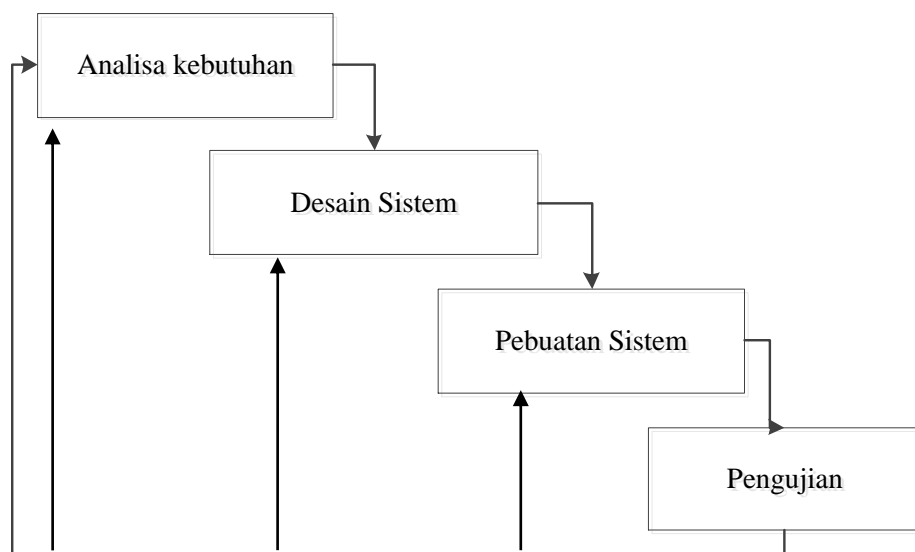 Analisa kebutuhan
Desain Sistem
Pebuatan Sistem
Pengujian